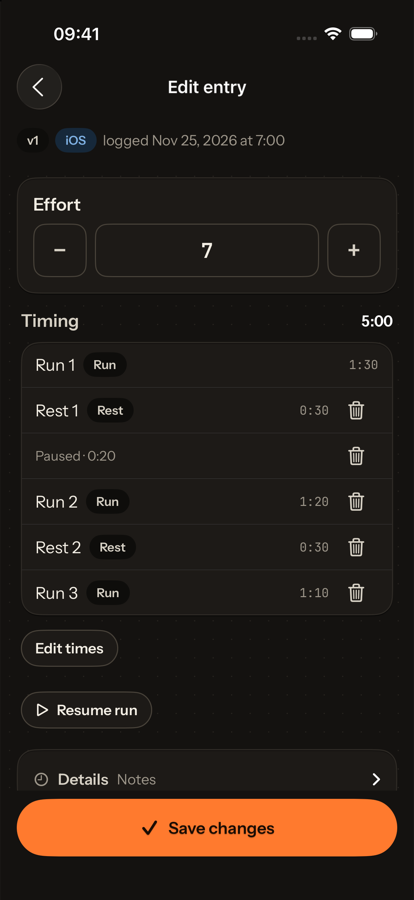 09:41
Edit entry
v1 iOS logged Nov 25, 2026 at 7:00
Effort
− 7 +
Timing 5:00
Run 1 Run 1:30
Rest 1 Rest 0:30
Paused · 0:20
Run 2 Run 1:20
Rest 2 Rest 0:30
Run 3 Run 1:10
Edit times
Resume run
Details Notes
Save changes